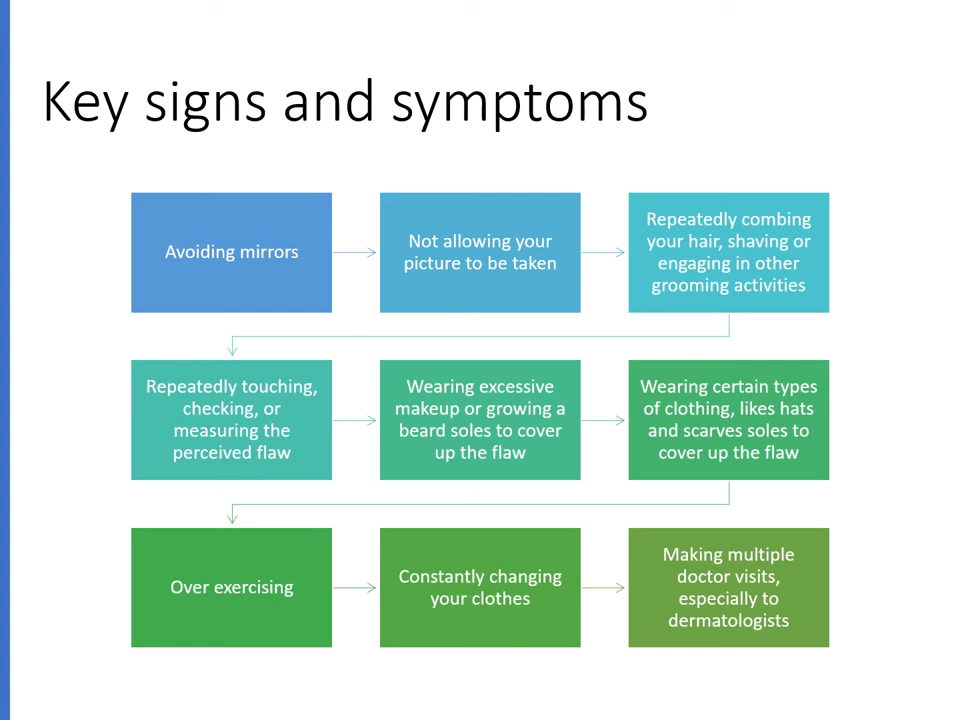 Key signs and symptoms
Avoiding mirrors
Not allowing your
picture to be taken
Repeatedly combing
your hair, shaving or
engaging in other
grooming activities
Repeatedly touching,
checking, or
measuring the
perceived flaw
Wearing excessive
makeup or growing a
beard soles to cover
up the flaw
Wearing certain types
of clothing, likes hats
and scarves soles to
cover up the flaw
Over exercising
Constantly changing
your clothes
Making multiple
doctor visits,
especially to
dermatologists